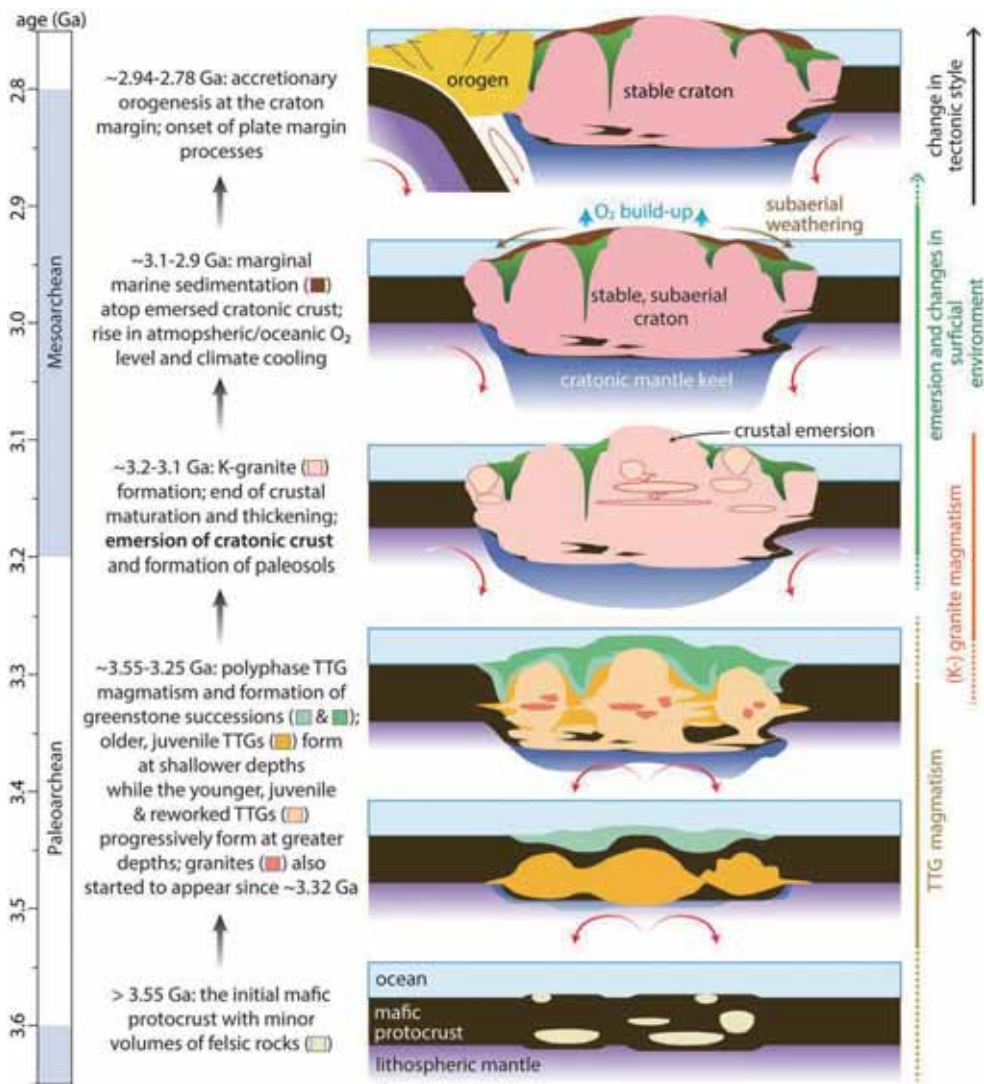 age (Ga)
2.8
2.9
3.0
3.1
3.2
3.3
3.4
3.5
3.6
Mesoarchean
Paleoarchean
~2.94-2.78 Ga: accretionary
orogenesis at the craton
margin; onset of plate margin
processes
~3.1-2.9 Ga: marginal
marine sedimentation ( )
atop emersed cratonic crust;
rise in atmopsheric/oceanic O₂
level and climate cooling
~3.2-3.1 Ga: K-granite ( )
formation; end of crustal
maturation and thickening;
emersion of cratonic crust
and formation of paleosols
~3.55-3.25 Ga: polyphase TTG
magmatism and formation of
greenstone successions ( & );
older, juvenile TTGs ( ) form
at shallower depths
while the younger, juvenile
& reworked TTGs ( )
progressively form at greater
depths; granites ( ) also
started to appear since ~3.32 Ga
> 3.55 Ga: the initial mafic
protocrust with minor
volumes of felsic rocks ( )
orogen
stable craton
O₂ build-up
subaerial
weathering
stable, subaerial
craton
cratonic mantle keel
crustal emersion
ocean
mafic
protocrust
lithospheric mantle
change in
tectonic style
emersion and changes in
surficial
environment
(K-) granite magmatism
TTG magmatism